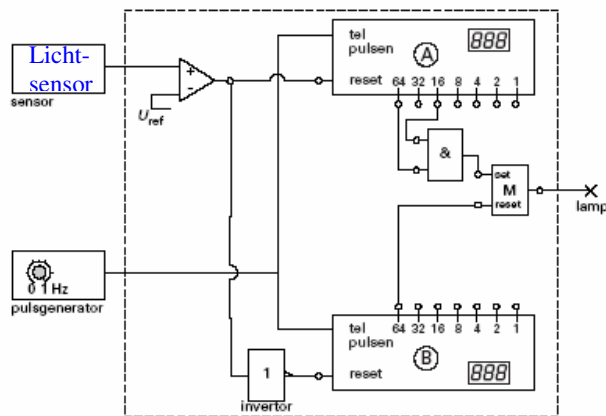 tel
pulsen
888
A
reset
64 32 16 8 4 2 1
Licht-
sensor
sensor
+
-
Uref
&
set
M
reset
lamp
0 1 Hz
pulsgenerator
64 32 16 8 4 2 1
tel
pulsen
B
reset
888
1
invertor